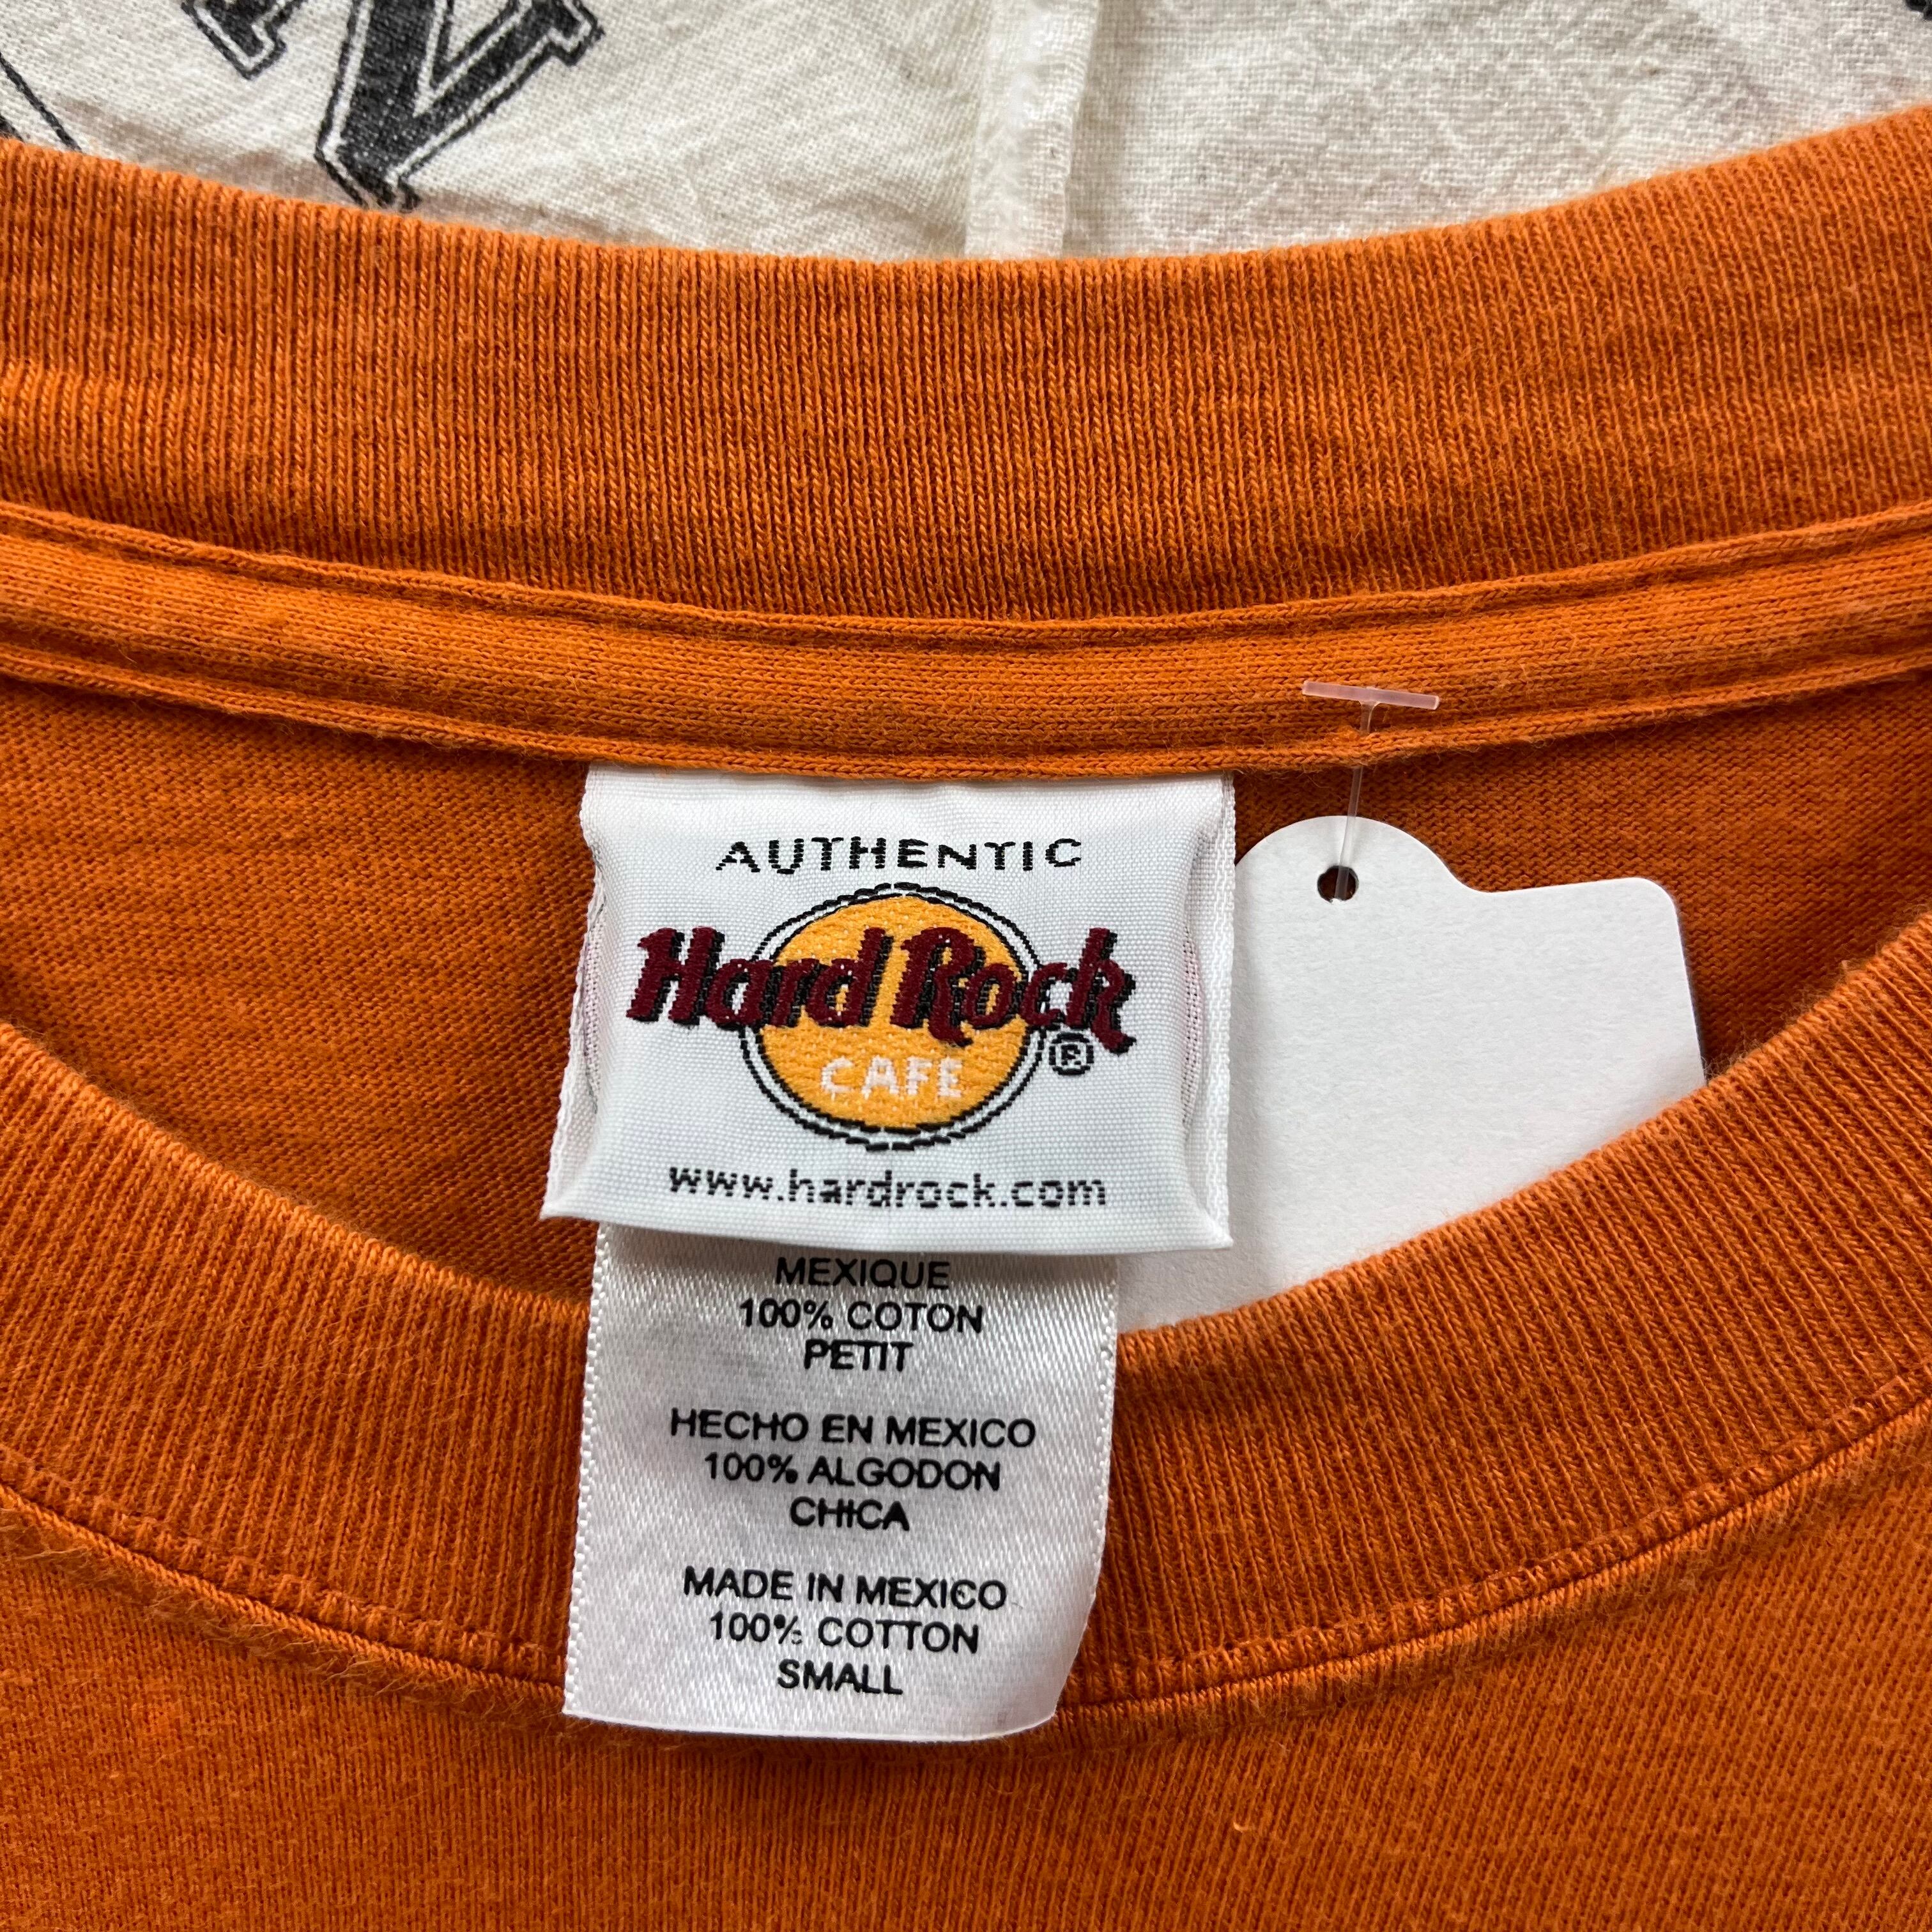 N
AUTHENTIC
Hard Rock
CAFE
®
www.hardrock.com
MEXIQUE
100% COTON
PETIT
HECHO EN MEXICO
100% ALGODON
CHICA
MADE IN MEXICO
100% COTTON
SMALL